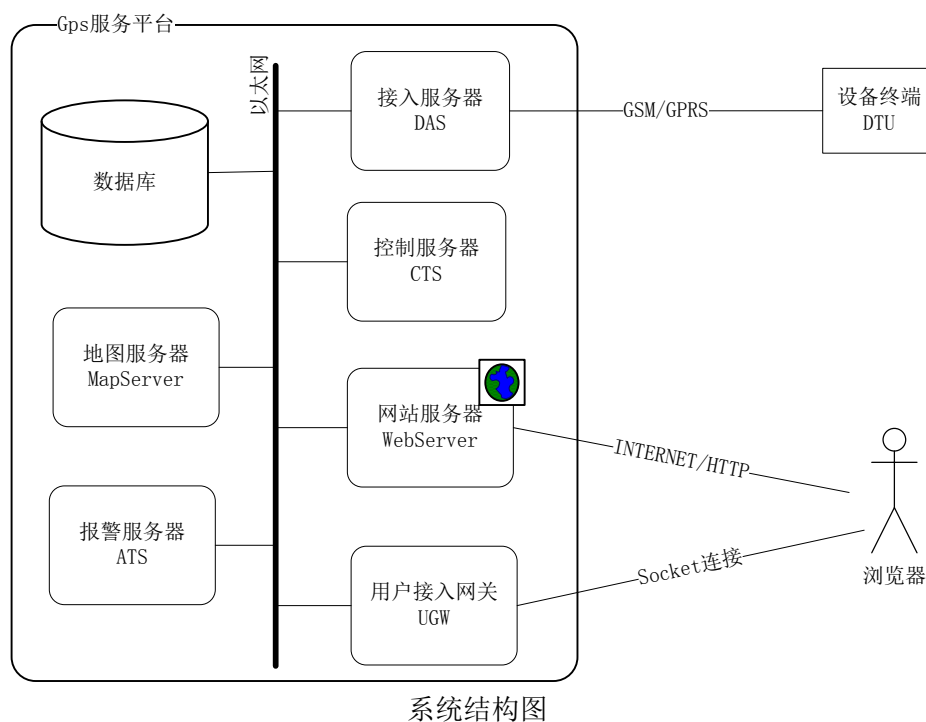 Gps服务平台
以太网
接入服务器
DAS
GSM/GPRS
设备终端
DTU
数据库
控制服务器
CTS
地图服务器
MapServer
网站服务器
WebServer
INTERNET/HTTP
报警服务器
ATS
用户接入网关
UGW
Socket连接
浏览器
系统结构图